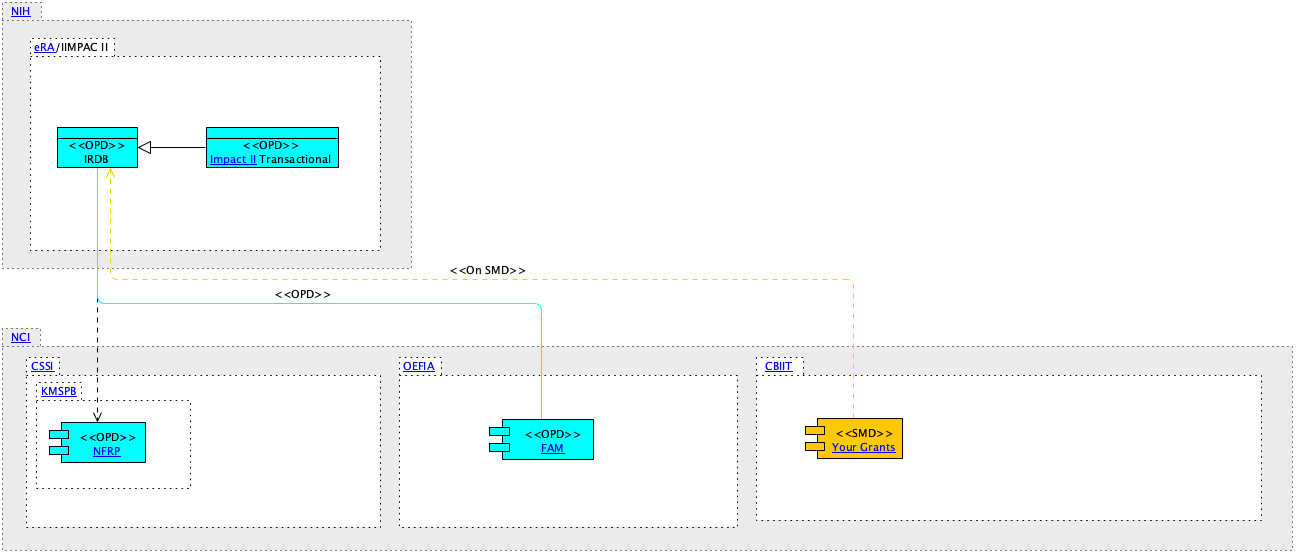 NIH
eRA/IIMPAC II
<<OPD>>
IRDB
<<OPD>>
Impact II Transactional
<<On SMD>>
<<OPD>>
NCI
CSSI
KMSPB
<<OPD>>
NFRP
OEFIA
<<OPD>>
FAM
CBIIT
<<SMD>>
Your Grants